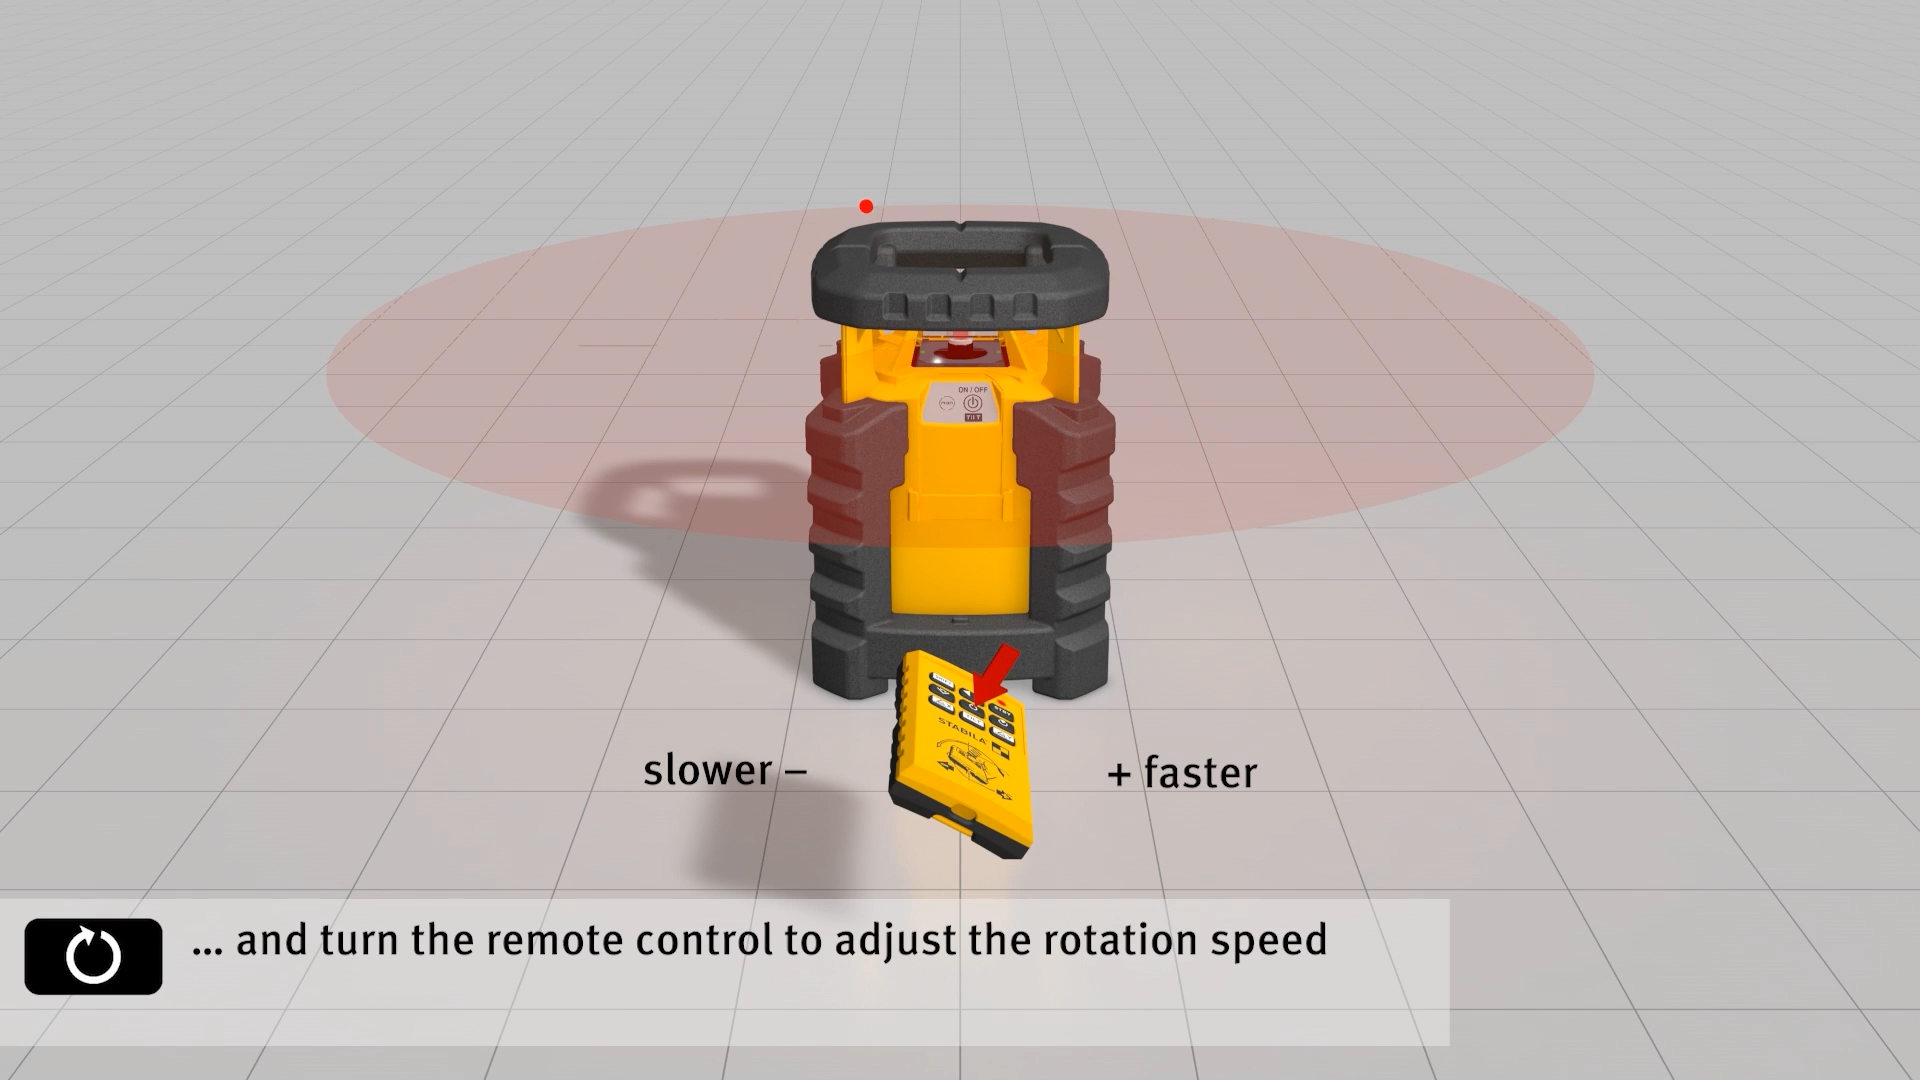 ON / OFF
TILT
STABILA
slower – + faster
... and turn the remote control to adjust the rotation speed